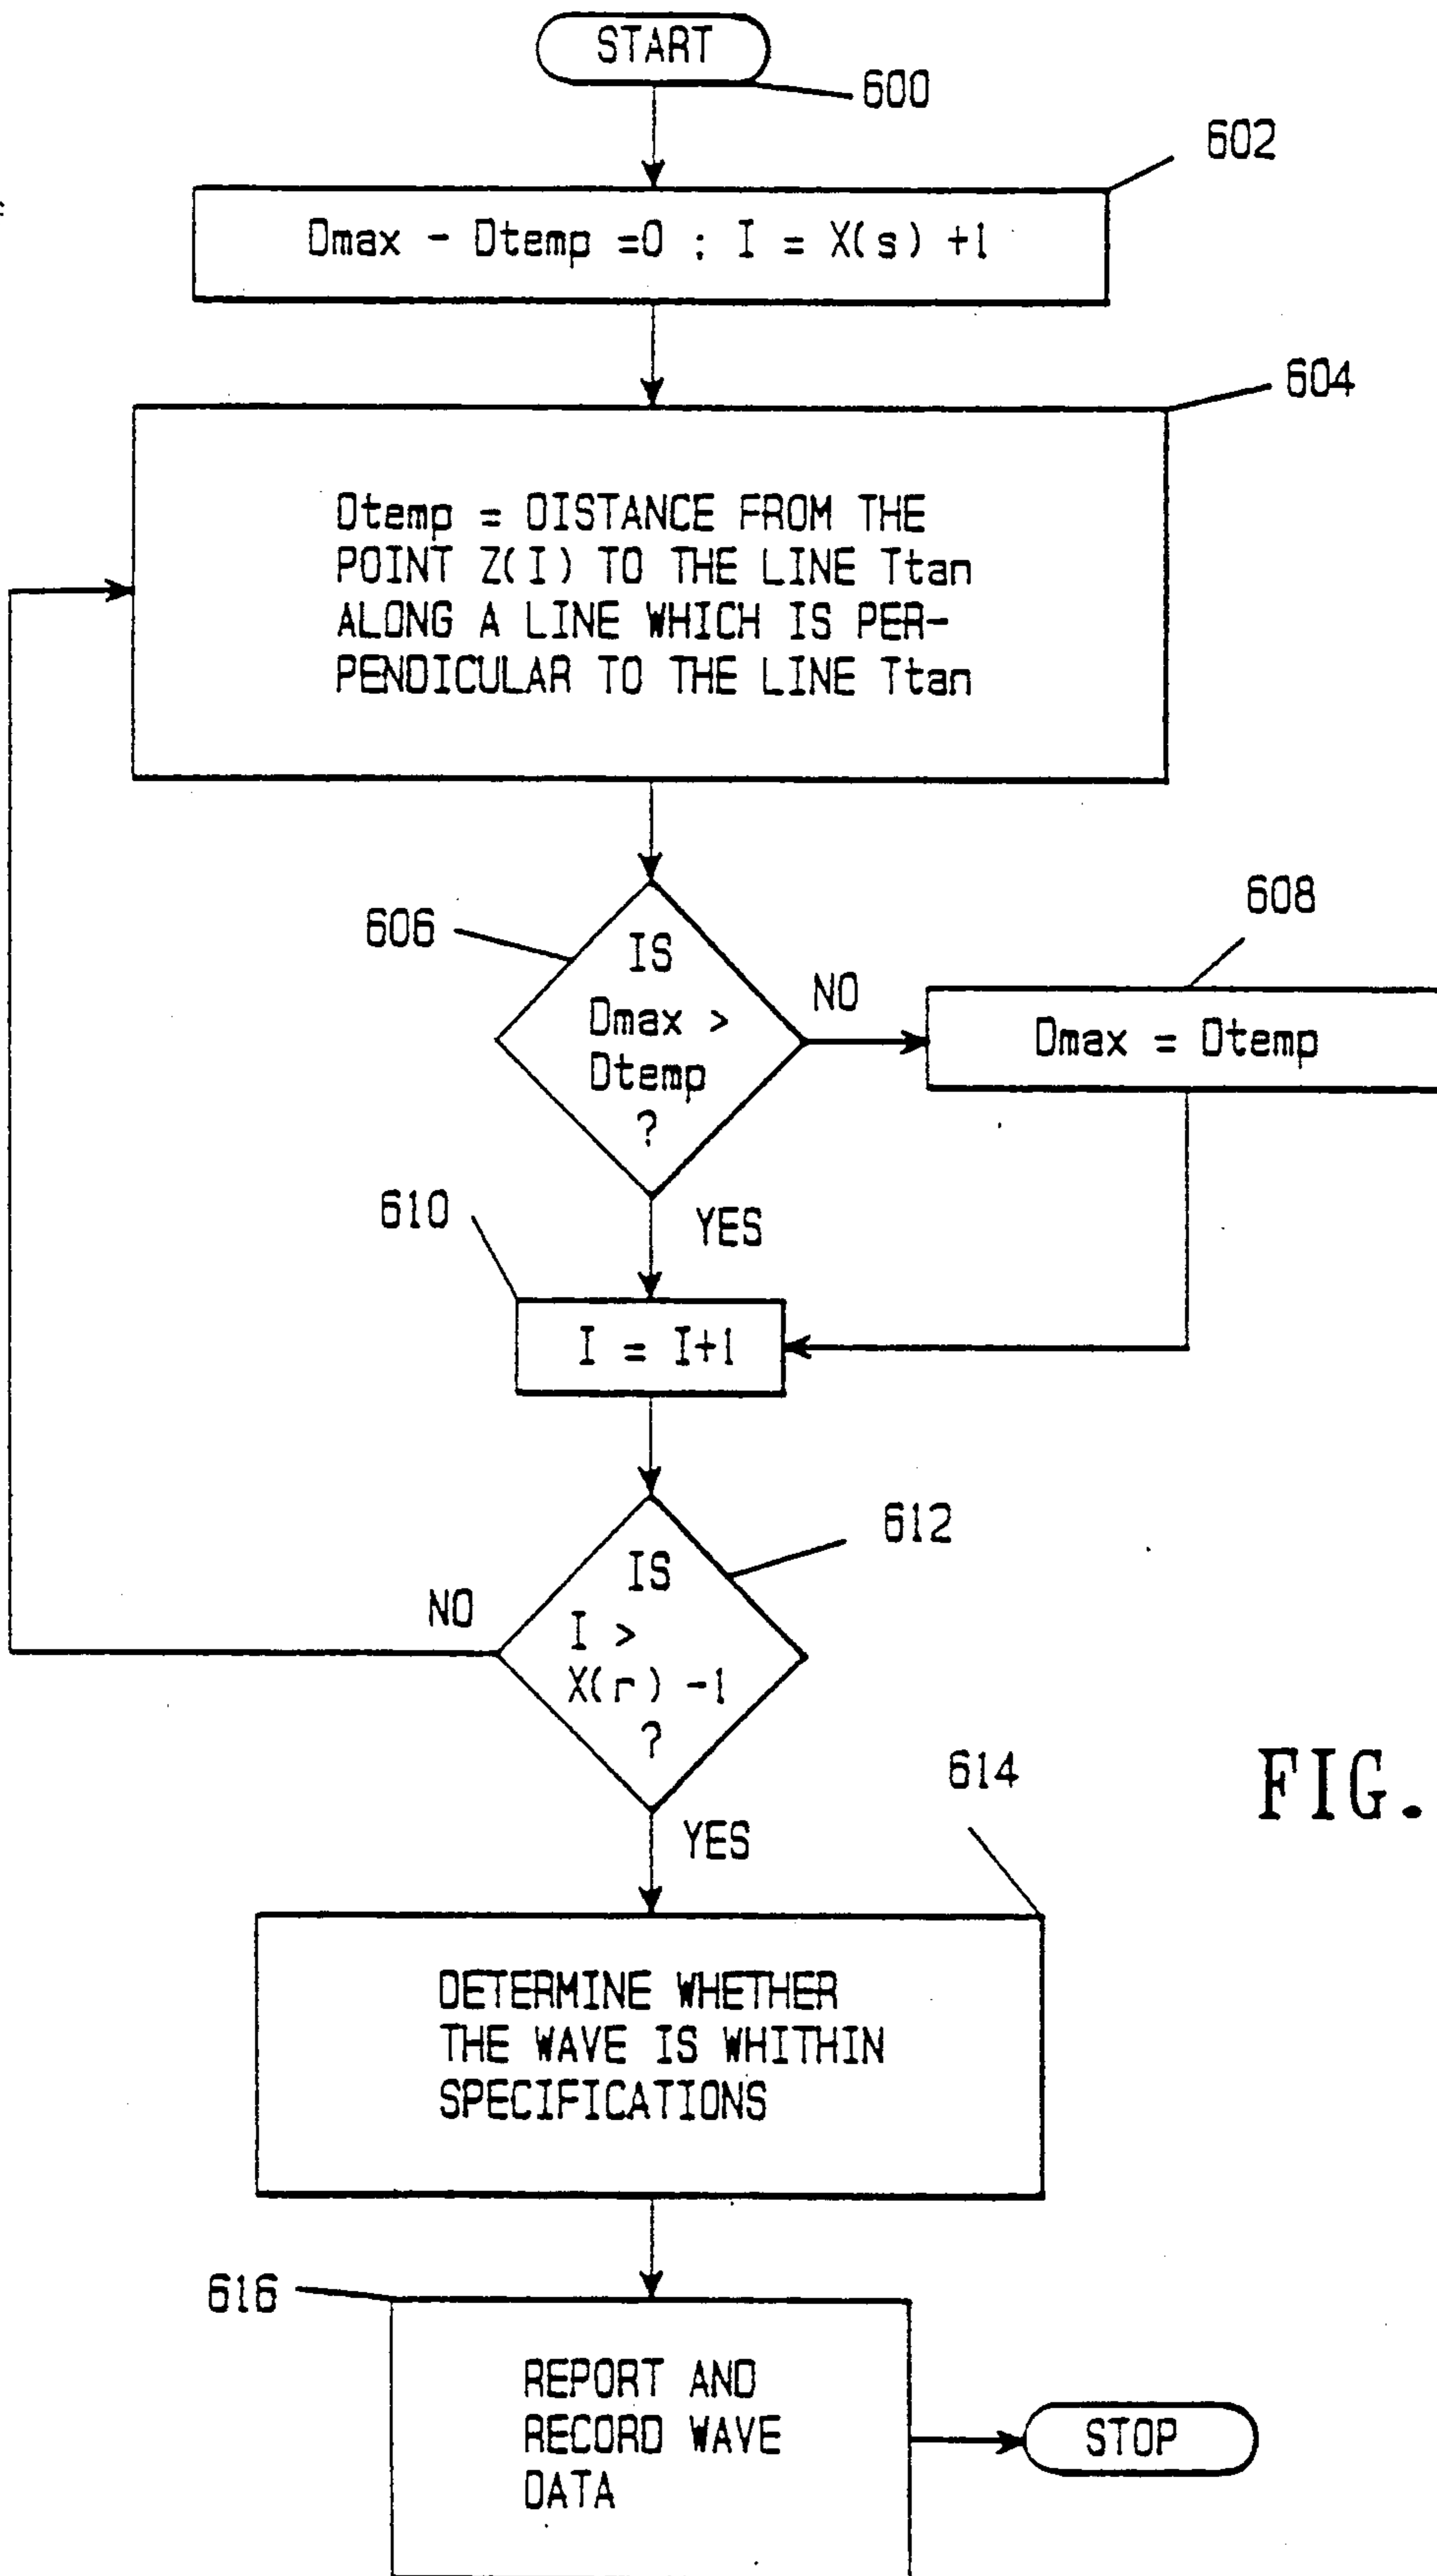 START
600
602
Dmax - Dtemp =0 ; I = X(s) +1
604
Dtemp = DISTANCE FROM THE
POINT Z(I) TO THE LINE Ttan
ALONG A LINE WHICH IS PER-
PENDICULAR TO THE LINE Ttan
606
IS
Dmax >
Dtemp
?
NO
608
Dmax = Dtemp
610
YES
I = I+1
612
IS
I >
X(r) -1
?
NO
YES
614
FIG.
DETERMINE WHETHER
THE WAVE IS WHITHIN
SPECIFICATIONS
616
REPORT AND
RECORD WAVE
DATA
STOP